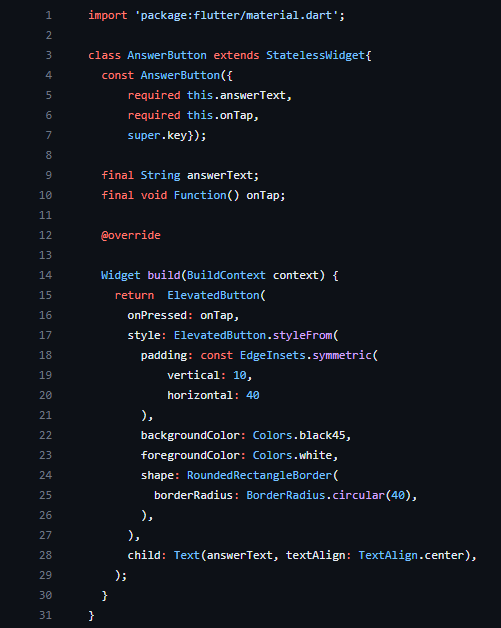 1 import 'package:flutter/material.dart';
2
3 class AnswerButton extends StatelessWidget{
4   const AnswerButton({
5       required this.answerText,
6       required this.onTap,
7       super.key});
8
9   final String answerText;
10   final void Function() onTap;
11
12   @override
13
14   Widget build(BuildContext context) {
15     return  ElevatedButton(
16       onPressed: onTap,
17       style: ElevatedButton.styleFrom(
18         padding: const EdgeInsets.symmetric(
19             vertical: 10,
20             horizontal: 40
21         ),
22         backgroundColor: Colors.black45,
23         foregroundColor: Colors.white,
24         shape: RoundedRectangleBorder(
25           borderRadius: BorderRadius.circular(40),
26         ),
27       ),
28       child: Text(answerText, textAlign: TextAlign.center),
29     );
30   }
31 }